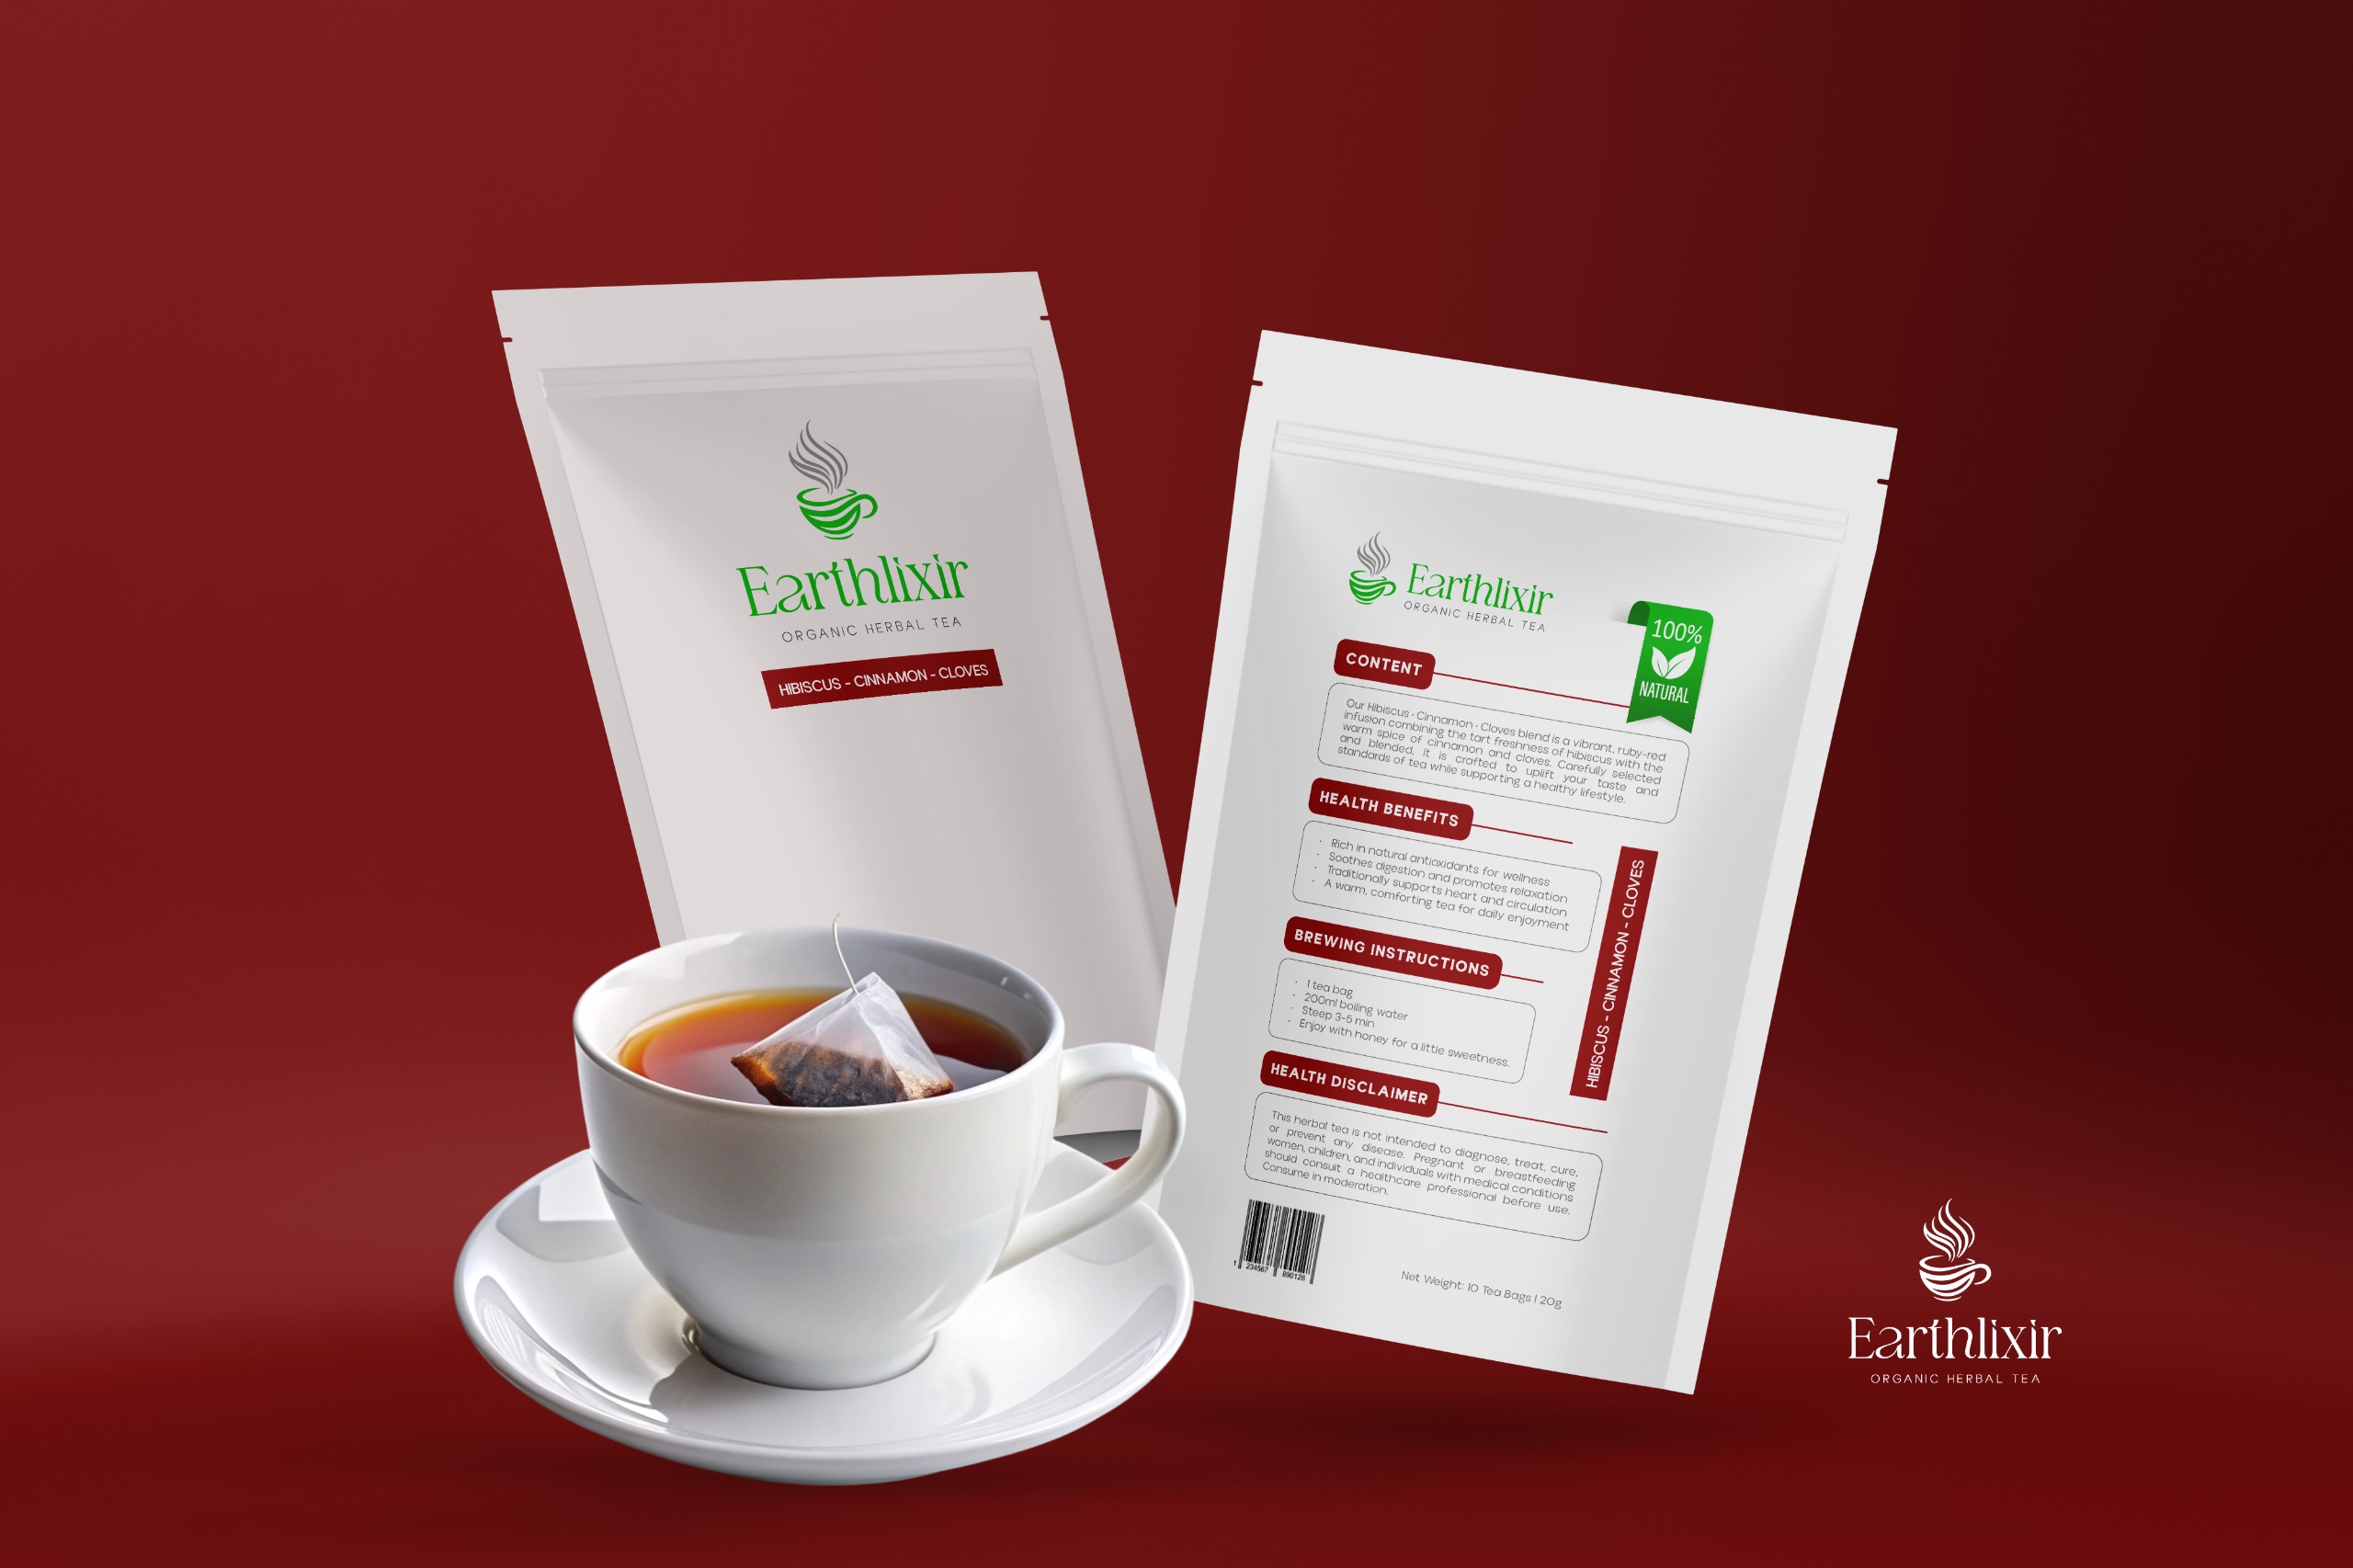 Earthlixir
ORGANIC HERBAL TEA
HIBISCUS - CINNAMON - CLOVES
Earthlixir
ORGANIC HERBAL TEA
100%
NATURAL
CONTENT
Our Hibiscus · Cinnamon · Cloves blend is a vibrant, ruby-red
infusion combining the tart freshness of hibiscus with the
warm spice of cinnamon and cloves. Carefully selected
and blended, it is crafted to uplift your taste and
standards of tea while supporting a healthy lifestyle.
HEALTH BENEFITS
· Rich in natural antioxidants for wellness
· Soothes digestion and promotes relaxation
· Traditionally supports heart and circulation
· A warm, comforting tea for daily enjoyment
HIBISCUS - CINNAMON - CLOVES
BREWING INSTRUCTIONS
· 1 tea bag
· 200ml boiling water
· Steep 3-5 min
· Enjoy with honey for a little sweetness.
HEALTH DISCLAIMER
This herbal tea is not intended to diagnose, treat, cure,
or prevent any disease. Pregnant or breastfeeding
women, children, and individuals with medical conditions
should consult a healthcare professional before use.
Consume in moderation.
1 234567 890128
Net Weight: 10 Tea Bags | 20g
Earthlixir
ORGANIC HERBAL TEA